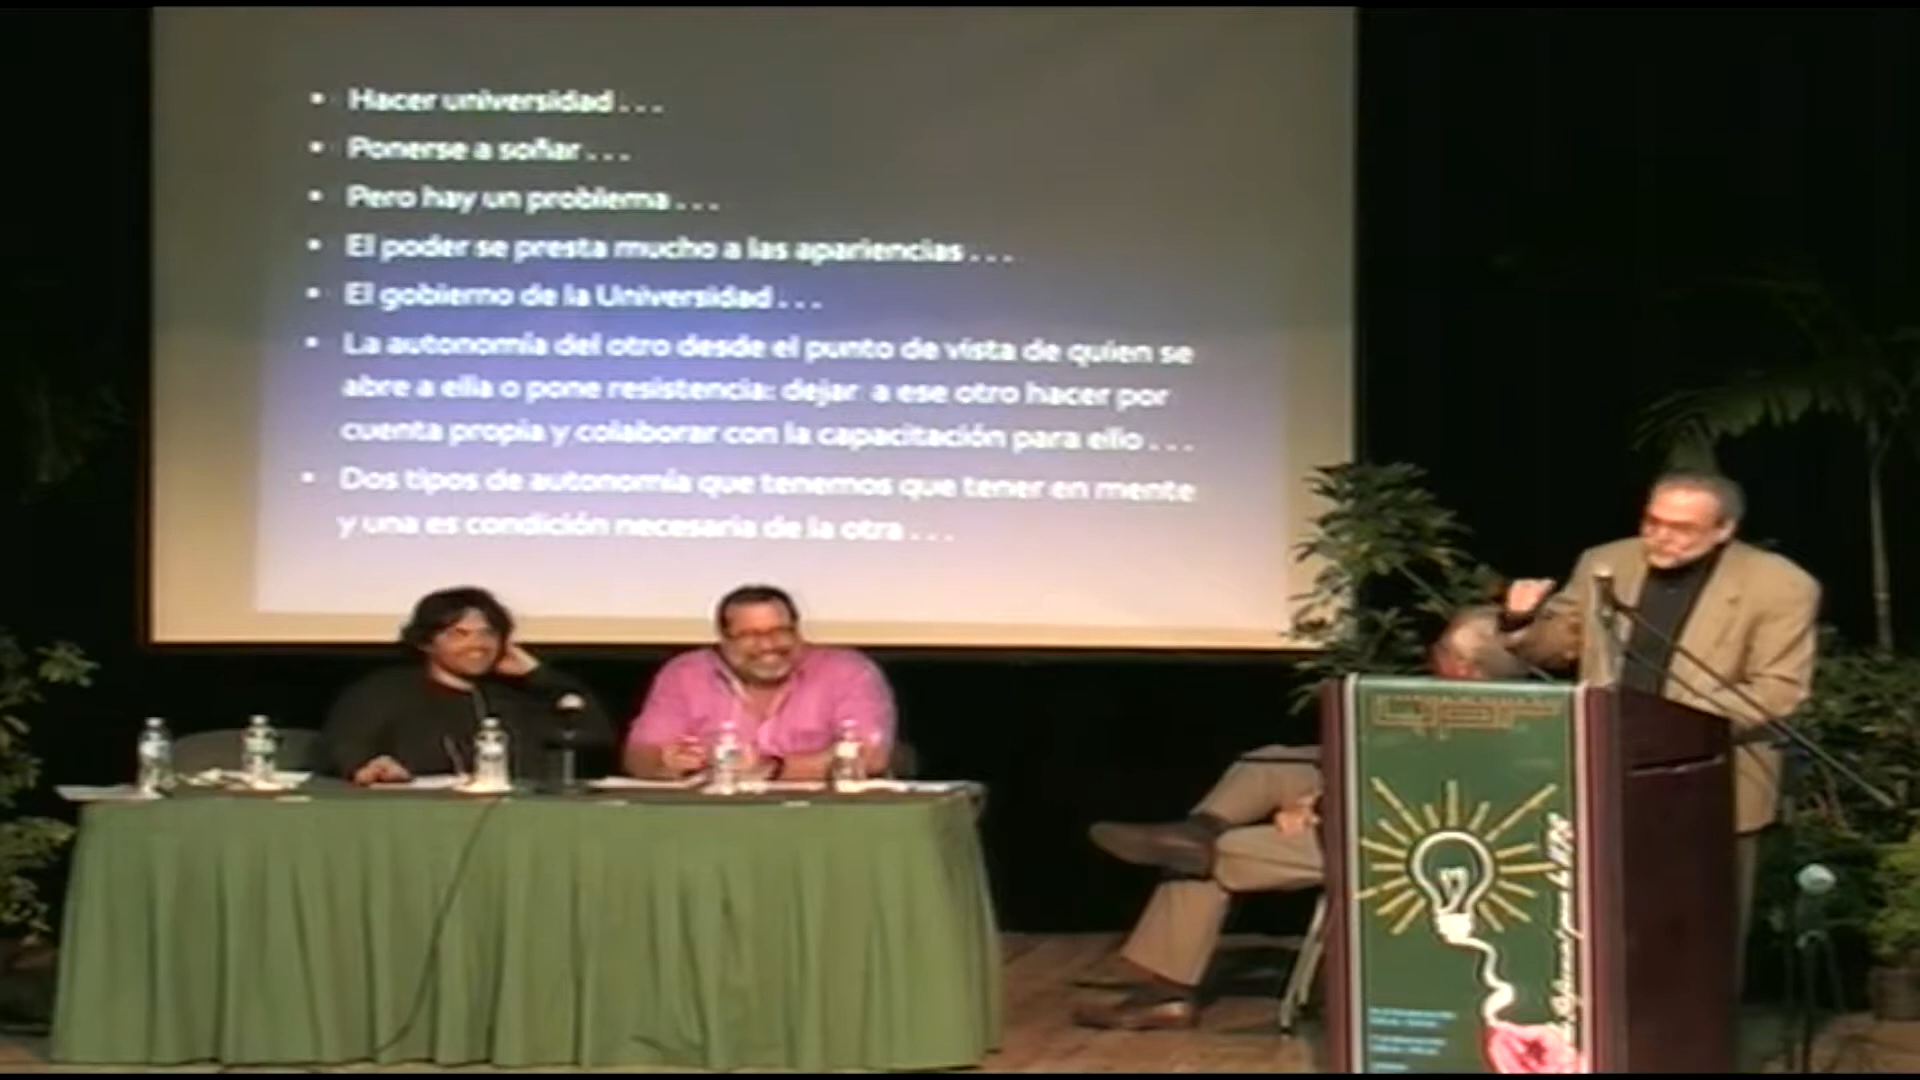 • Hacer universidad . . .
• Ponerse a soñar . . .
• Pero hay un problema . . .
• El poder se presta mucho a las apariencias . . .
• El gobierno de la Universidad . . .
• La autonomía del otro desde el punto de vista de quien se
abre a ella o pone resistencia: dejar a ese otro hacer por
cuenta propia y colaborar con la capacitación para ello . . .
• Dos tipos de autonomía que tenemos que tener en mente
y una es condición necesaria de la otra . . .